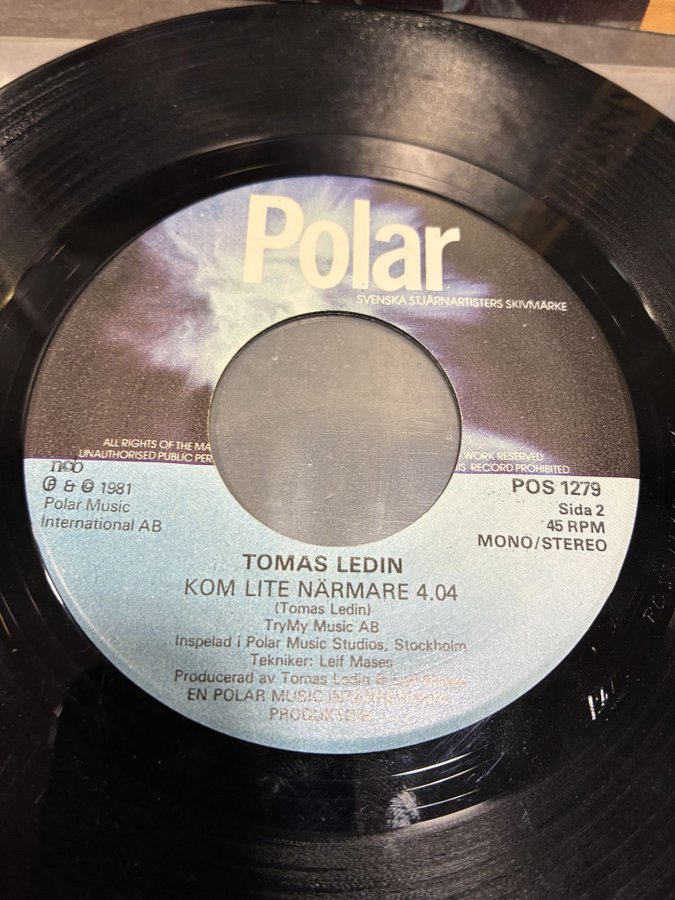 Polar
SVENSKA STJÄRNARTISTERS SKIVMÄRKE
ALL RIGHTS OF THE MA WORK RESERVED
UNAUTHORISED PUBLIC PER IS RECORD PROHIBITED
ncb
Ⓟ & © 1981
Polar Music
International AB
POS 1279
Sida 2
45 RPM
MONO/STEREO
TOMAS LEDIN
KOM LITE NÄRMARE 4.04
(Tomas Ledin)
TryMy Music AB
Inspelad i Polar Music Studios, Stockholm
Tekniker: Leif Mases
Producerad av Tomas Ledin &
EN POLAR MUSIC